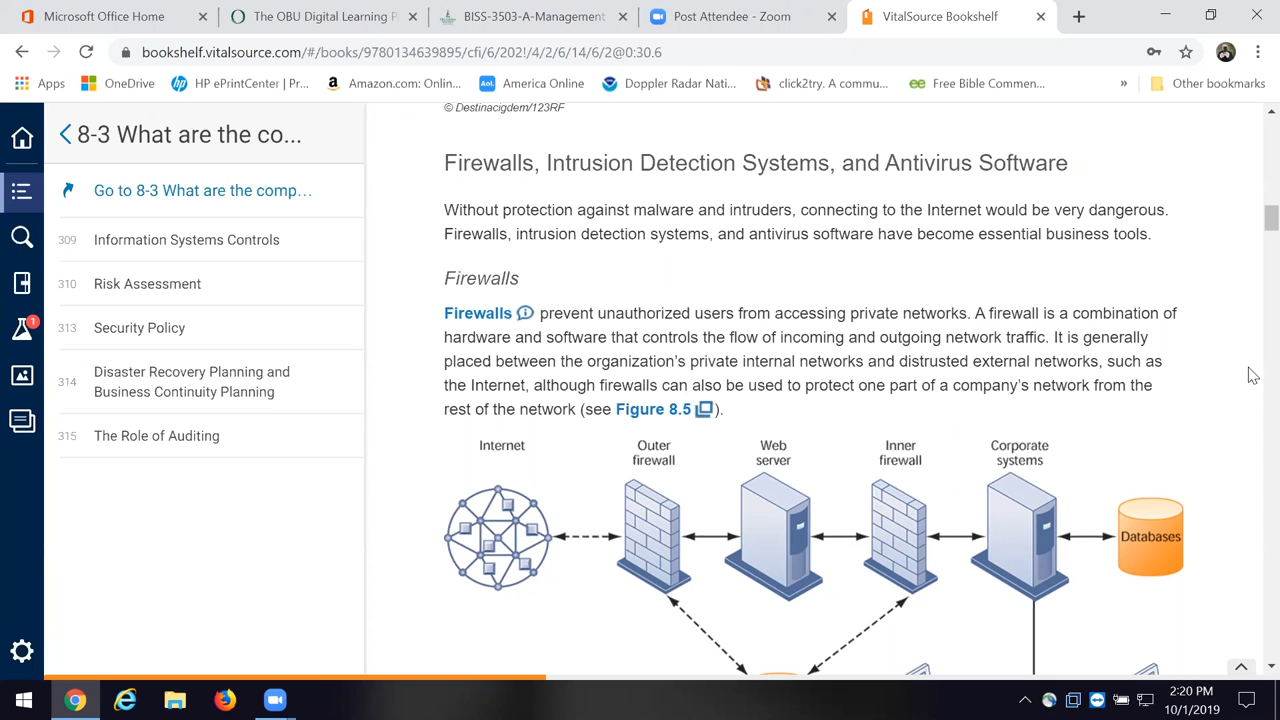 Microsoft Office Home
The OBU Digital Learning P
BISS-3503-A-Management
Post Attendee - Zoom
VitalSource Bookshelf
bookshelf.vitalsource.com/#/books/9780134639895/cfi/6/202!/4/2/6/14/6/2@0:30.6
Apps
OneDrive
HP ePrintCenter | Pr...
Amazon.com: Onlin...
Aol.
America Online
Doppler Radar Nati...
click2try. A commu...
ee
Free Bible Commen...
»
Other bookmarks
8-3 What are the co...
Go to 8-3 What are the comp...
309 Information Systems Controls
310 Risk Assessment
313 Security Policy
314 Disaster Recovery Planning and
Business Continuity Planning
315 The Role of Auditing
1
© Destinacigdem/123RF
Firewalls, Intrusion Detection Systems, and Antivirus Software
Without protection against malware and intruders, connecting to the Internet would be very dangerous.
Firewalls, intrusion detection systems, and antivirus software have become essential business tools.
Firewalls
Firewalls prevent unauthorized users from accessing private networks. A firewall is a combination of
hardware and software that controls the flow of incoming and outgoing network traffic. It is generally
placed between the organization's private internal networks and distrusted external networks, such as
the Internet, although firewalls can also be used to protect one part of a company's network from the
rest of the network (see Figure 8.5 ).
Internet
Outer
firewall
Web
server
Inner
firewall
Corporate
systems
Databases
2:20 PM
10/1/2019